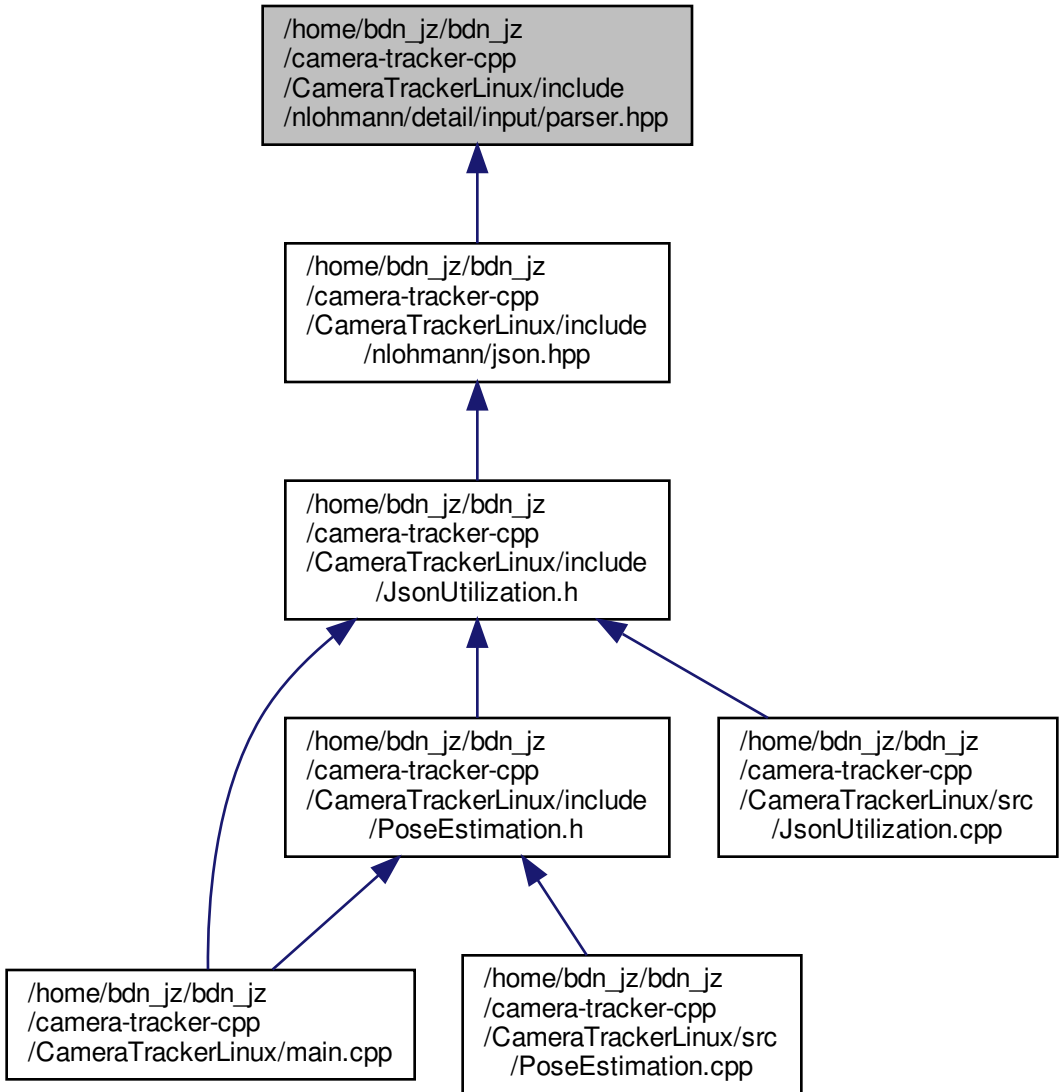 /home/bdn_jz/bdn_jz
/camera-tracker-cpp
/CameraTrackerLinux/include
/nlohmann/detail/input/parser.hpp
/home/bdn_jz/bdn_jz
/camera-tracker-cpp
/CameraTrackerLinux/include
/nlohmann/json.hpp
/home/bdn_jz/bdn_jz
/camera-tracker-cpp
/CameraTrackerLinux/include
/JsonUtilization.h
/home/bdn_jz/bdn_jz
/camera-tracker-cpp
/CameraTrackerLinux/include
/PoseEstimation.h
/home/bdn_jz/bdn_jz
/camera-tracker-cpp
/CameraTrackerLinux/src
/JsonUtilization.cpp
/home/bdn_jz/bdn_jz
/camera-tracker-cpp
/CameraTrackerLinux/main.cpp
/home/bdn_jz/bdn_jz
/camera-tracker-cpp
/CameraTrackerLinux/src
/PoseEstimation.cpp